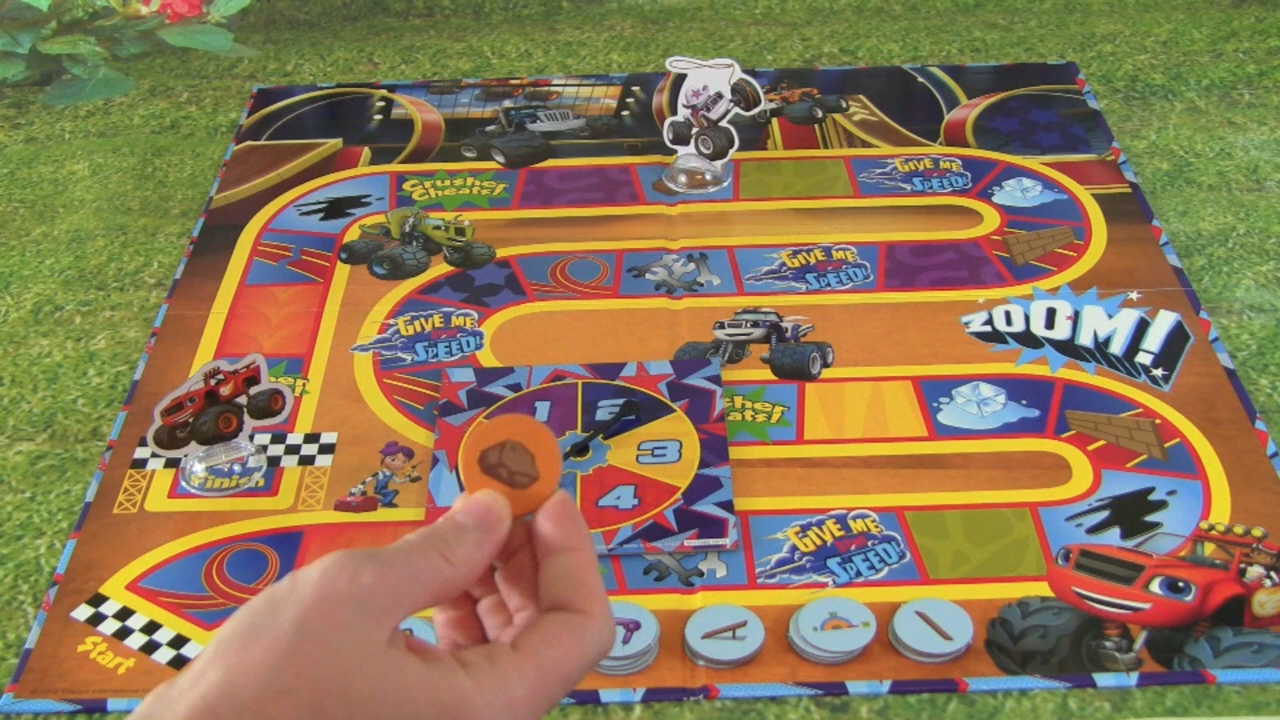 Crusher
Cheats!
GIVE ME
SPEED!
GIVE ME
SPEED!
GIVE ME
SPEED!
ZOOM!
1
2
3
4
Finish
GIVE ME
SPEED!
Start